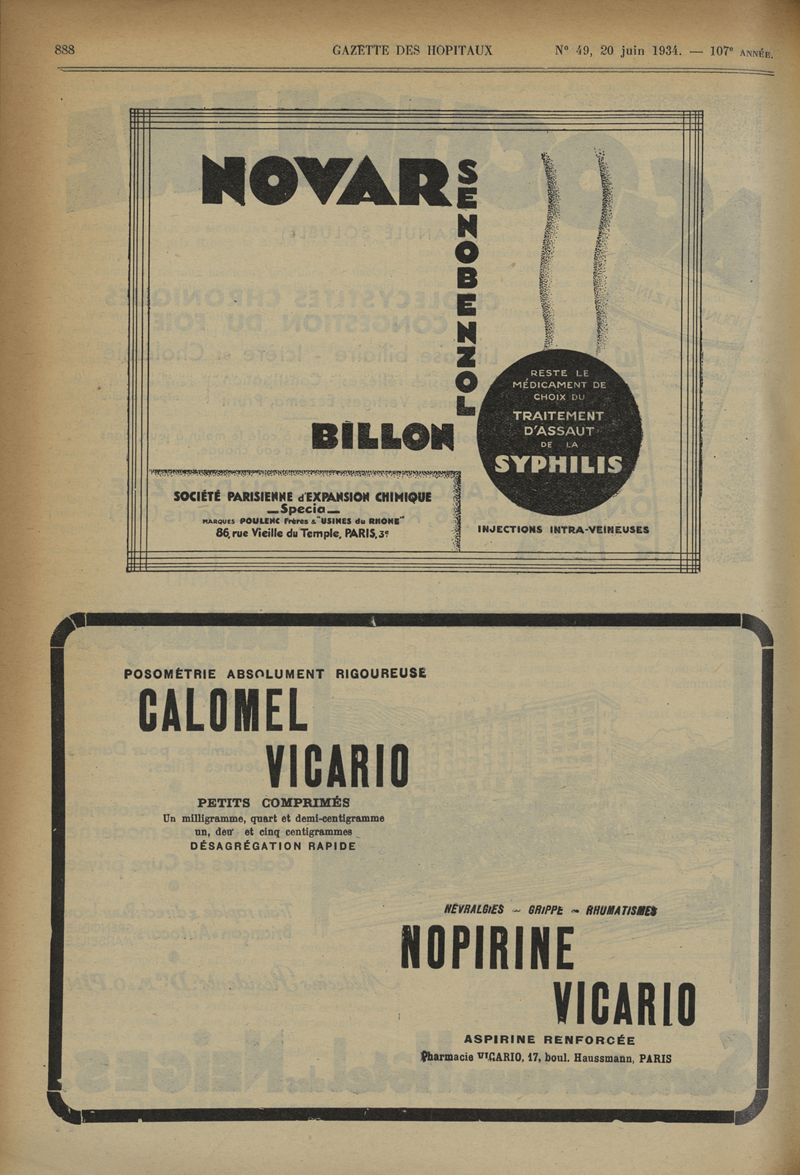 888 GAZETTE DES HOPITAUX N° 49, 20 juin 1934. — 107e ANNÉE.
NOVARSENOBENZOL
BILLON
RESTE LE
MÉDICAMENT DE
CHOIX DU
TRAITEMENT
D'ASSAUT
DE LA
SYPHILIS
INJECTIONS INTRA-VEINEUSES
SOCIÉTÉ PARISIENNE d'EXPANSION CHIMIQUE
—Specia—
MARQUES POULENC Frères & "USINES du RHONE"
86, rue Vieille du Temple, PARIS, 3e
POSOMÉTRIE ABSOLUMENT RIGOUREUSE
CALOMEL
VICARIO
PETITS COMPRIMÉS
Un milligramme, quart et demi-centigramme
un, deux et cinq centigrammes
DÉSAGRÉGATION RAPIDE
NÉVRALGIES ~ GRIPPE ~ RHUMATISMES
NOPIRINE
VICARIO
ASPIRINE RENFORCÉE
Pharmacie VICARIO, 17, boul. Haussmann, PARIS